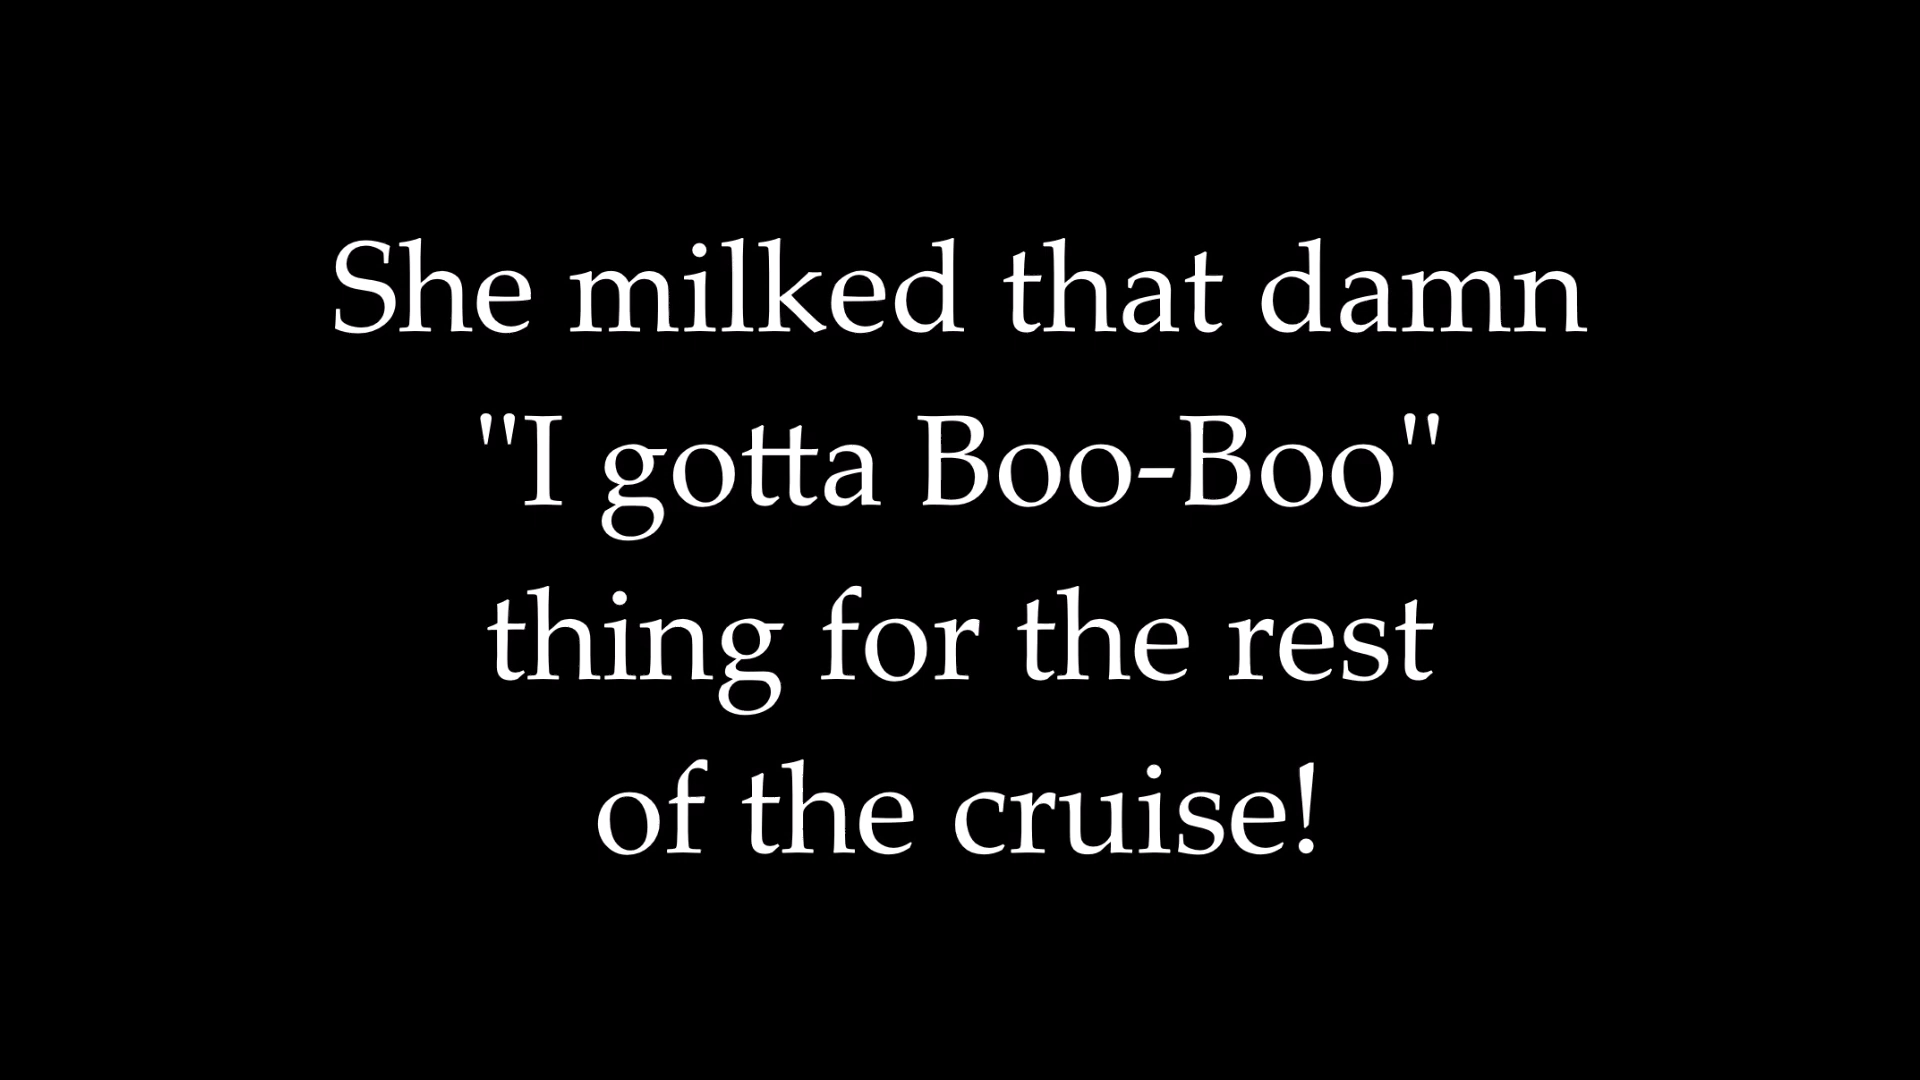 She milked that damn
"I gotta Boo-Boo"
thing for the rest
of the cruise!